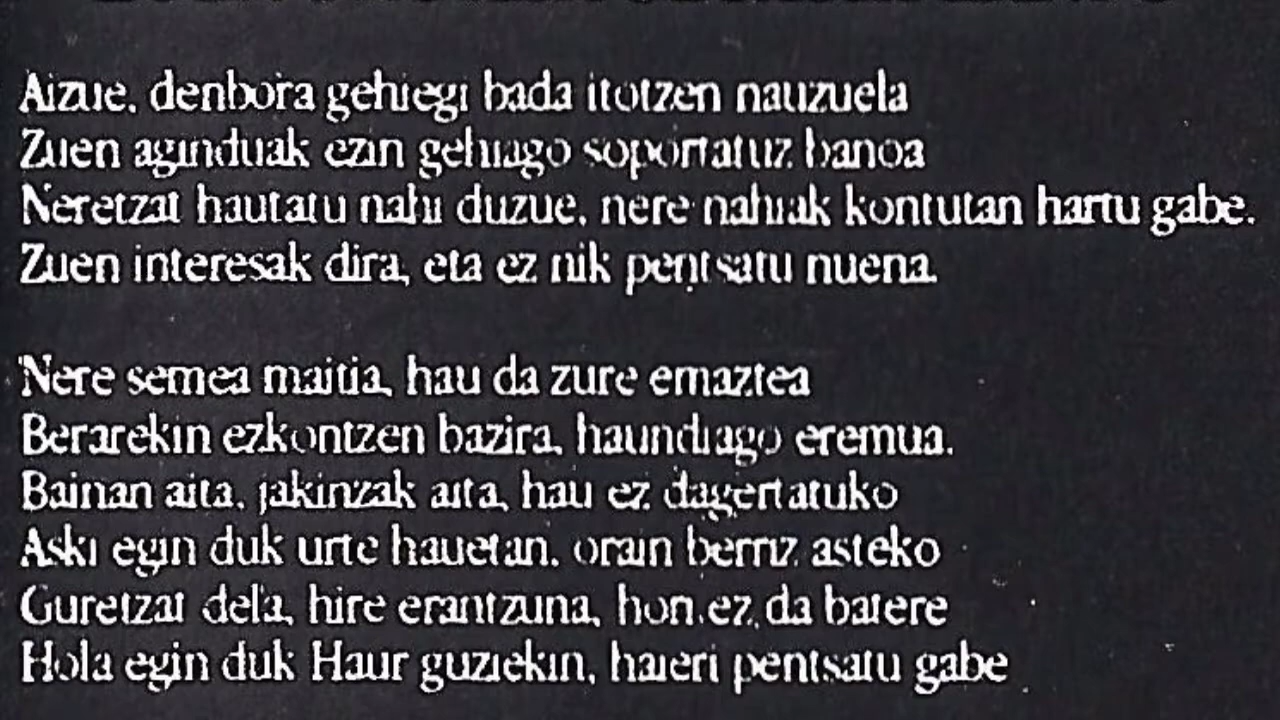 Aizue, denbora gehiegi bada itotzen nauzuela
Zuen aginduak ezin gehiago soportatuz banoa
Neretzat hautatu nahi duzue, nere nahiak kontutan hartu gabe.
Zuen interesak dira, eta ez nik pentsatu nuena.
Nere semea maitia, hau da zure emaztea
Berarekin ezkontzen bazira, haundiago eremua.
Bainan aita, jakinzak aita, hau ez dagertatuko
Aski egin duk urte hauetan, orain berriz asteko
Guretzat dela, hire erantzuna, hon ez da batere
Hola egin duk Haur guziekin, haieri pentsatu gabe